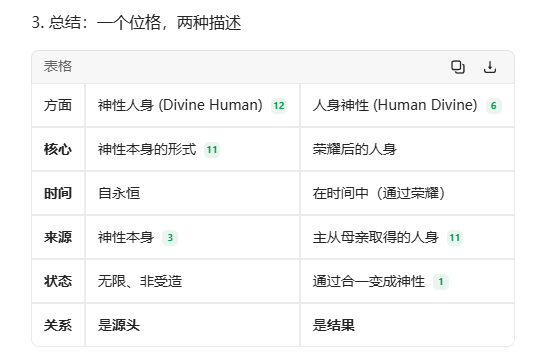 3. 总结：一个位格，两种描述
表格
方面 神性人身 (Divine Human) 12 人身神性 (Human Divine) 6
核心 神性本身的形式 11 荣耀后的人身
时间 自永恒 在时间中（通过荣耀）
来源 神性本身 3 主从母亲取得的人身 11
状态 无限、非受造 通过合一变成神性 1
关系 是源头 是结果